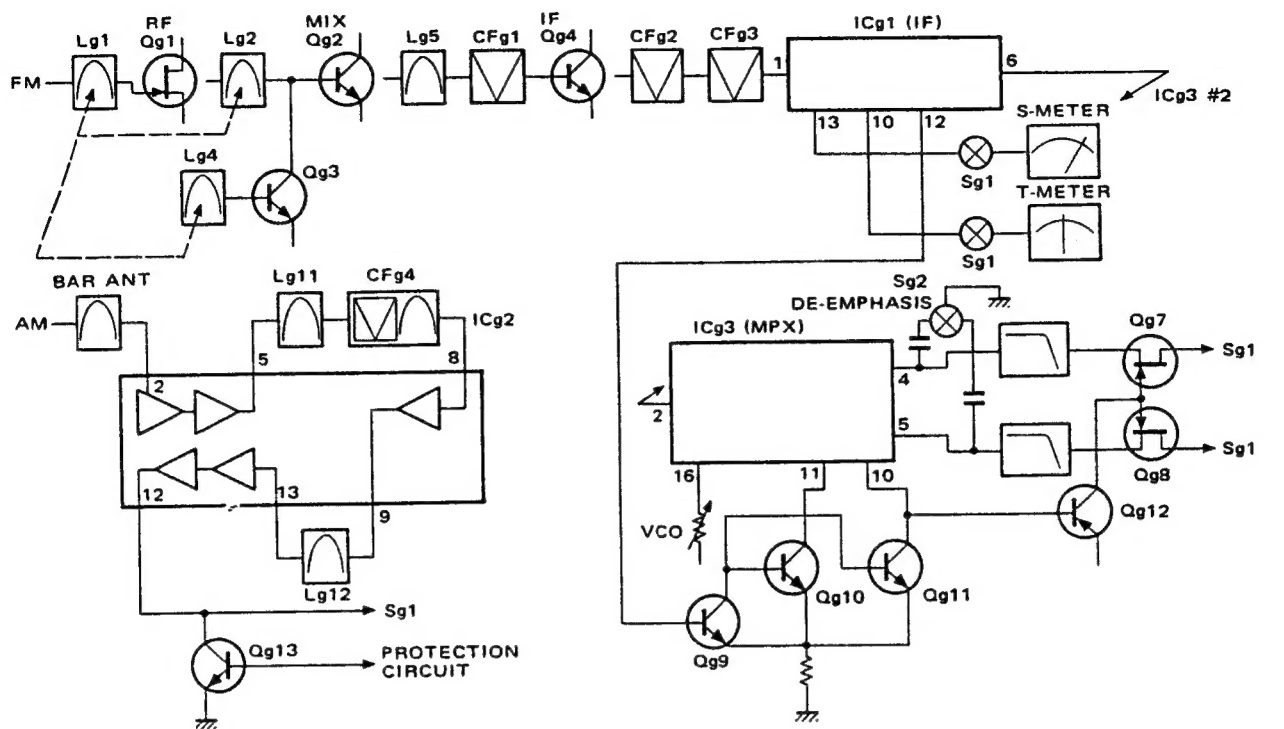 RF
Lg1
Qg1
Lg2
MIX
Qg2
Lg5
CFg1
IF
Qg4
CFg2
CFg3
ICg1 (IF)
FM
1
6
ICg3 #2
13
10
12
S-METER
Sg1
T-METER
Sg1
Lg4
Qg3
BAR ANT
AM
Lg11
CFg4
ICg2
5
8
2
12
13
9
Lg12
Sg1
Qg13
PROTECTION
CIRCUIT
Sg2
DE-EMPHASIS
ICg3 (MPX)
4
2
5
16
11
10
VCO
Qg7
Sg1
Sg1
Qg8
Qg12
Qg10
Qg11
Qg9